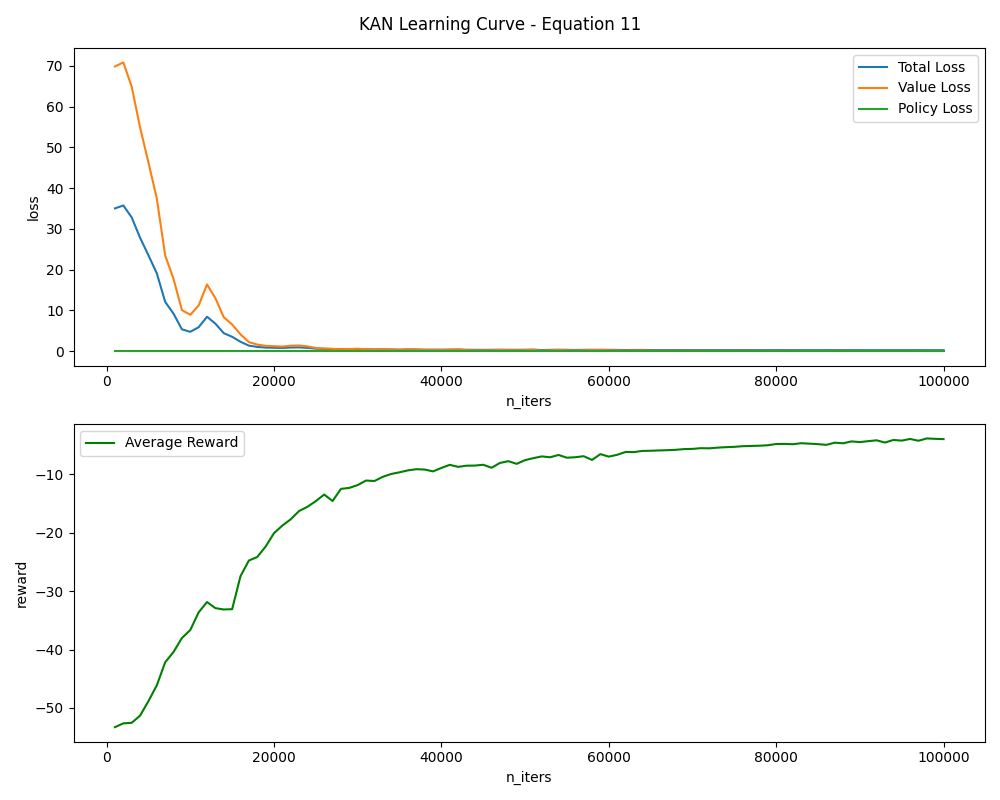 KAN Learning Curve - Equation 11
70
60
50
40
30
20
10
0
loss
Total Loss
Value Loss
Policy Loss
0 20000 40000 60000 80000 100000
n_iters
Average Reward
−10
−20
−30
−40
−50
reward
0 20000 40000 60000 80000 100000
n_iters